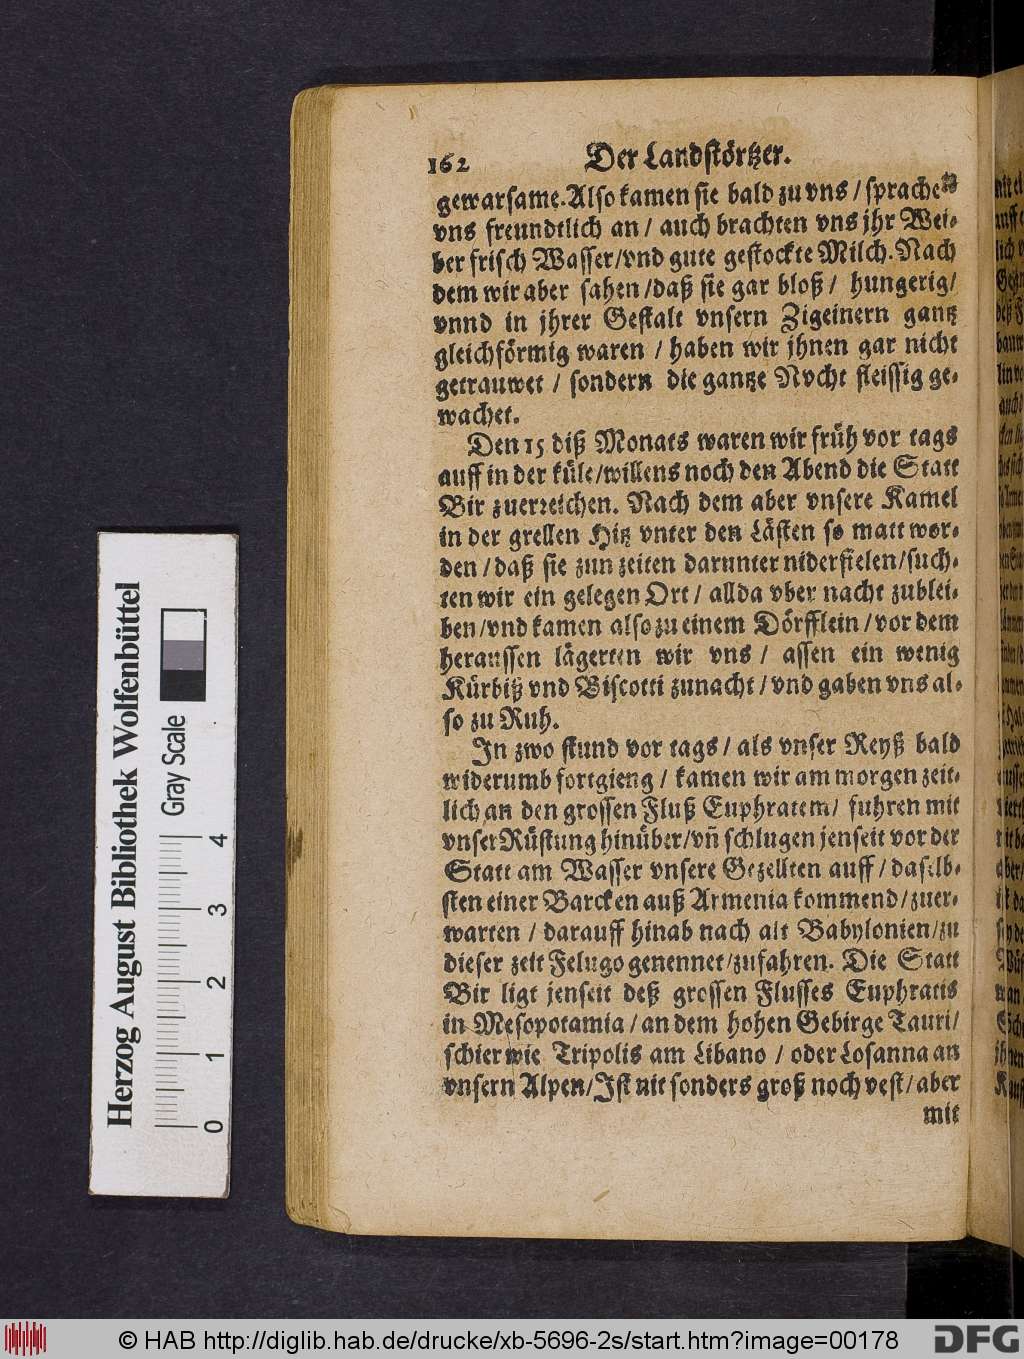 162 Der Landstörtzer.
gewarsame. Also kamen sie bald zu vns / sprachen
vns freundtlich an / auch brachten vns jhr Wei-
ber frisch Wasser/vnd gute gestockte Milch. Nach
dem wir aber sahen/daß sie gar bloß/ hungerig/
vnnd in jhrer Gestalt vnsern Zigeinern gantz
gleichförmig waren / haben wir jhnen gar nicht
getrauwet / sondern die gantze Nvcht fleissig ge-
wachet.
Den 15 diß Monats waren wir früh vor tags
auff in der küle/willens noch den Abend die Statt
Bir zuerreichen. Nach dem aber vnsere Kamel
in der grellen Hitz vnter den Lästen so matt wor-
den / daß sie zun zeiten darunter niderfielen/such-
ten wir ein gelegen Ort / allda vber nacht zublei-
ben/vnd kamen also zu einem Dörfflein / vor dem
heraussen lägerten wir vns / assen ein wenig
Kürbiß vnd Biscotti zunacht / vnd gaben vns al-
so zu Ruh.
In zwo stund vor tags / als vnser Reyß bald
widerumb fortgieng / kamen wir am morgen zeit-
lich an den grossen Fluß Euphratem/ fuhren mit
vnser Rüstung hinüber/vñ schlugen jenseit vor der
Statt am Wasser vnsere Gezellten auff / daselb-
sten einer Barcken auß Armenia kommend/zuer-
warten / darauff hinab nach alt Babylonien/zu
dieser zeit Felugo genennet/zufahren. Die Statt
Bir ligt jenseit deß grossen Flusses Euphratis
in Mesopotamia / an dem hohen Gebirge Tauri/
schier wie Tripolis am Libano / oder Losanna an
vnsern Alpen/Ist nit sonders groß noch vest/ aber
mit
Herzog August Bibliothek Wolfenbüttel
Gray Scale
0 1 2 3 4
© HAB http://diglib.hab.de/drucke/xb-5696-2s/start.htm?image=00178
DFG